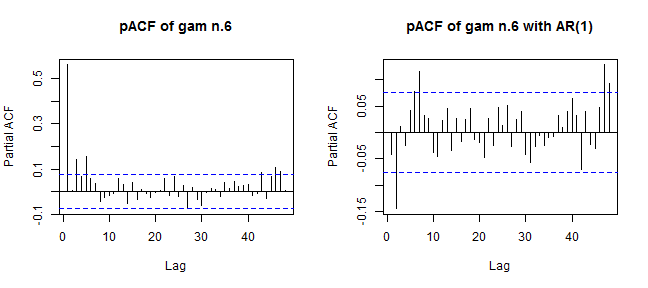 pACF of gam n.6
Partial ACF
-0.1 0.1 0.3 0.5
0 10 20 30 40
Lag
pACF of gam n.6 with AR(1)
Partial ACF
-0.15 -0.05 0.05
0 10 20 30 40
Lag